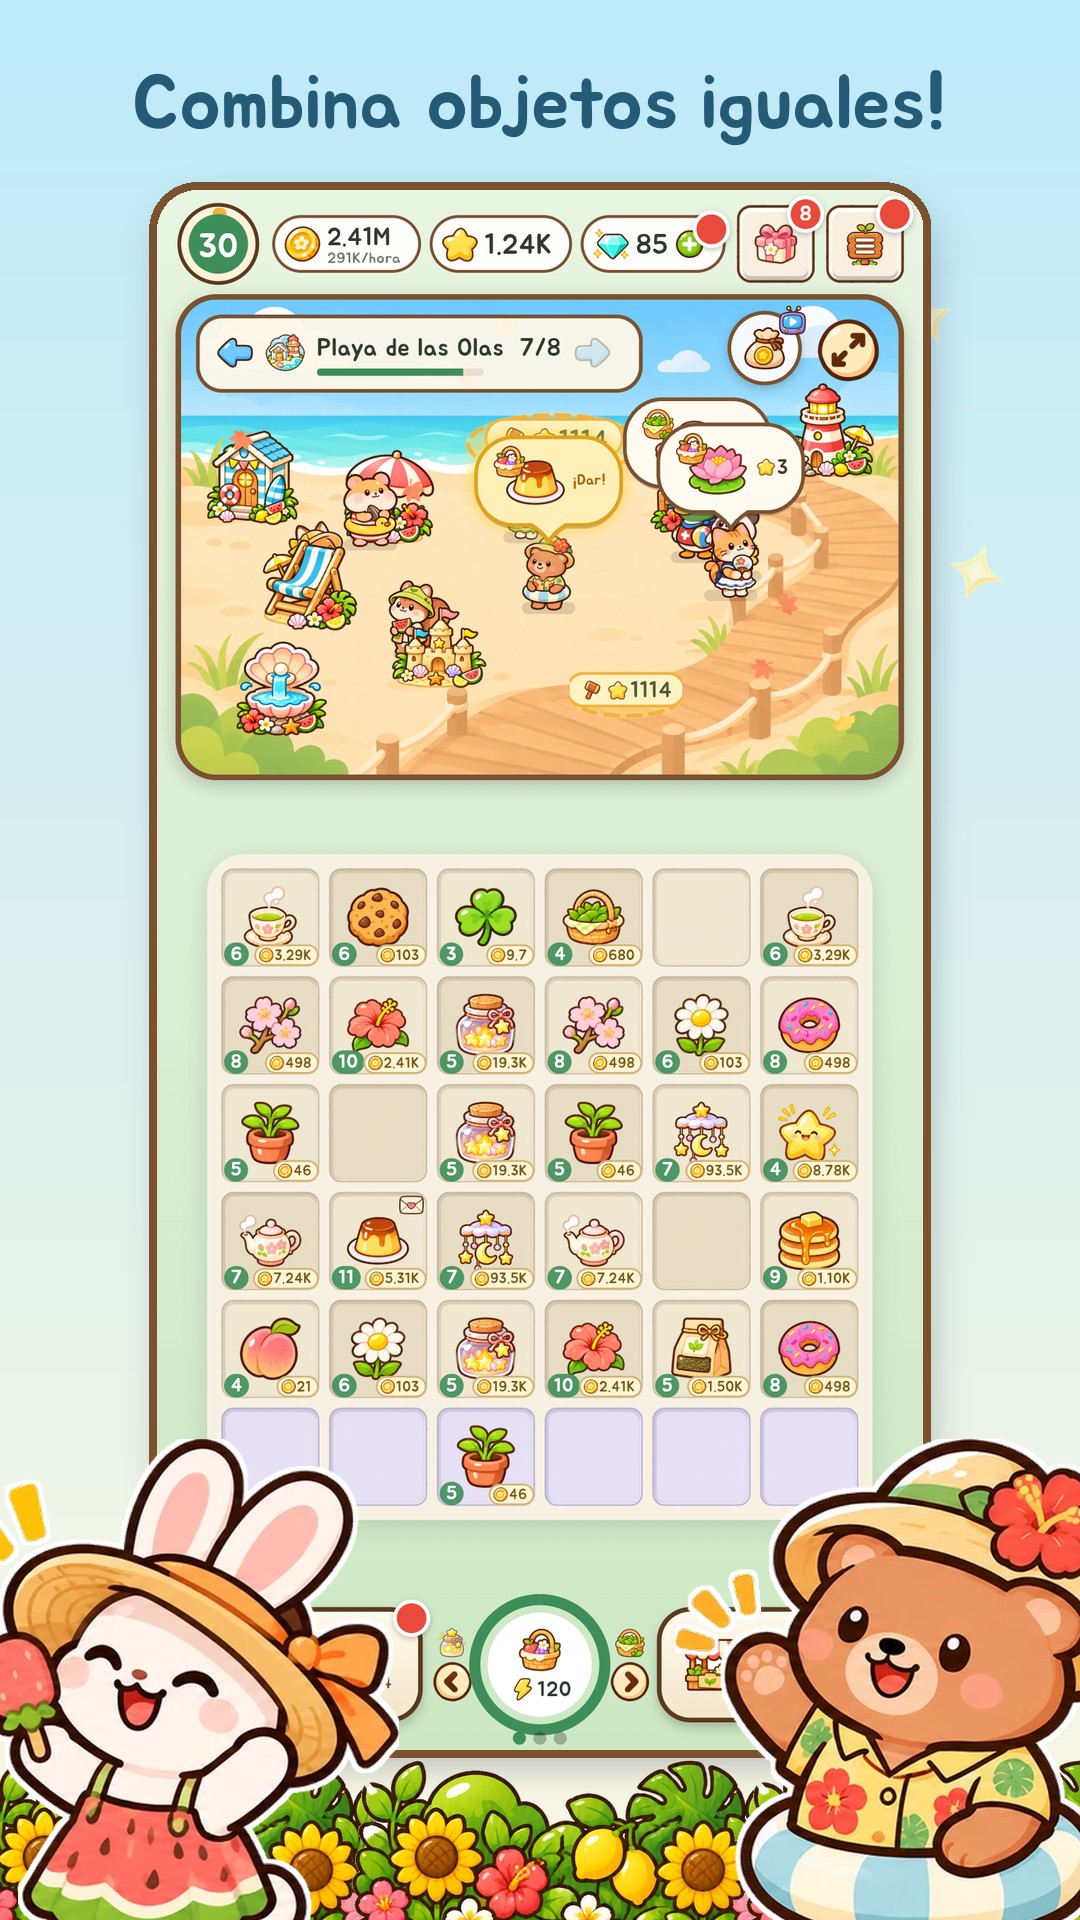 Combina objetos iguales!
30
2.41M
291K/hora
1.24K
85
8
Playa de las Olas 7/8
1114
¡Dar!
3
1114
6 3.29K
6 103
3 9.7
4 680
6 3.29K
8 498
10 2.41K
5 19.3K
8 498
6 103
8 498
5 46
5 19.3K
5 46
7 93.5K
4 8.78K
7 7.24K
11 5.31K
7 93.5K
7 7.24K
9 1.10K
4 21
6 103
5 19.3K
10 2.41K
5 1.50K
8 498
5 46
120